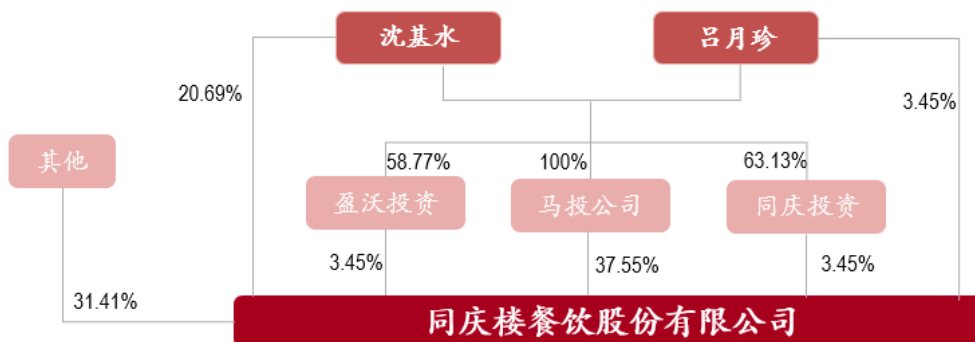 沈基水
吕月珍
20.69%
3.45%
其他
58.77%
100%
63.13%
盈沃投资
马投公司
同庆投资
3.45%
37.55%
3.45%
31.41%
同庆楼餐饮股份有限公司